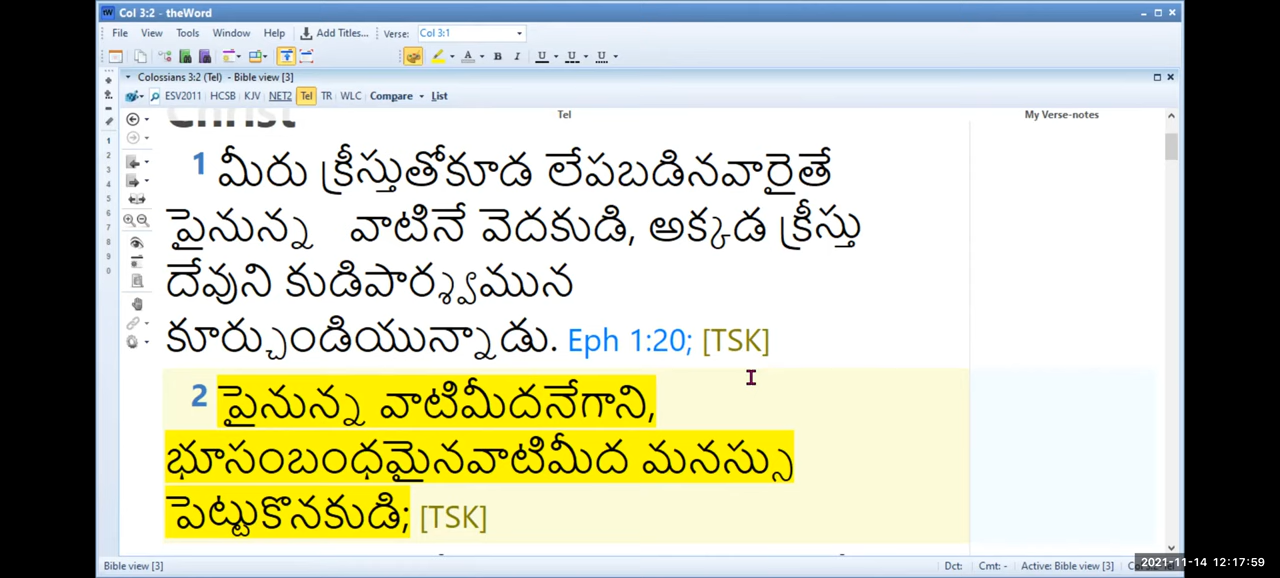 Col 3:2 - theWord
File View Tools Window Help Add Titles... Verse: Col 3:1
Colossians 3:2 (Tel) - Bible view [3]
ESV2011 HCSB KJV NET2 Tel TR WLC Compare List
Tel My Verse-notes
Christ
1 మీరు క్రీస్తుతోకూడ లేపబడినవారైతే
పైనున్న వాటినే వెదకుడి, అక్కడ క్రీస్తు
దేవుని కుడిపార్శ్వమున
కూర్చుండియున్నాడు. Eph 1:20; [TSK]
2 పైనున్న వాటిమీదనేగాని,
భూసంబంధమైనవాటిమీద మనస్సు
పెట్టుకొనకుడి; [TSK]
Bible view [3] Dct: Cmt: - Active: Bible view [3]
2021-11-14 12:17:59